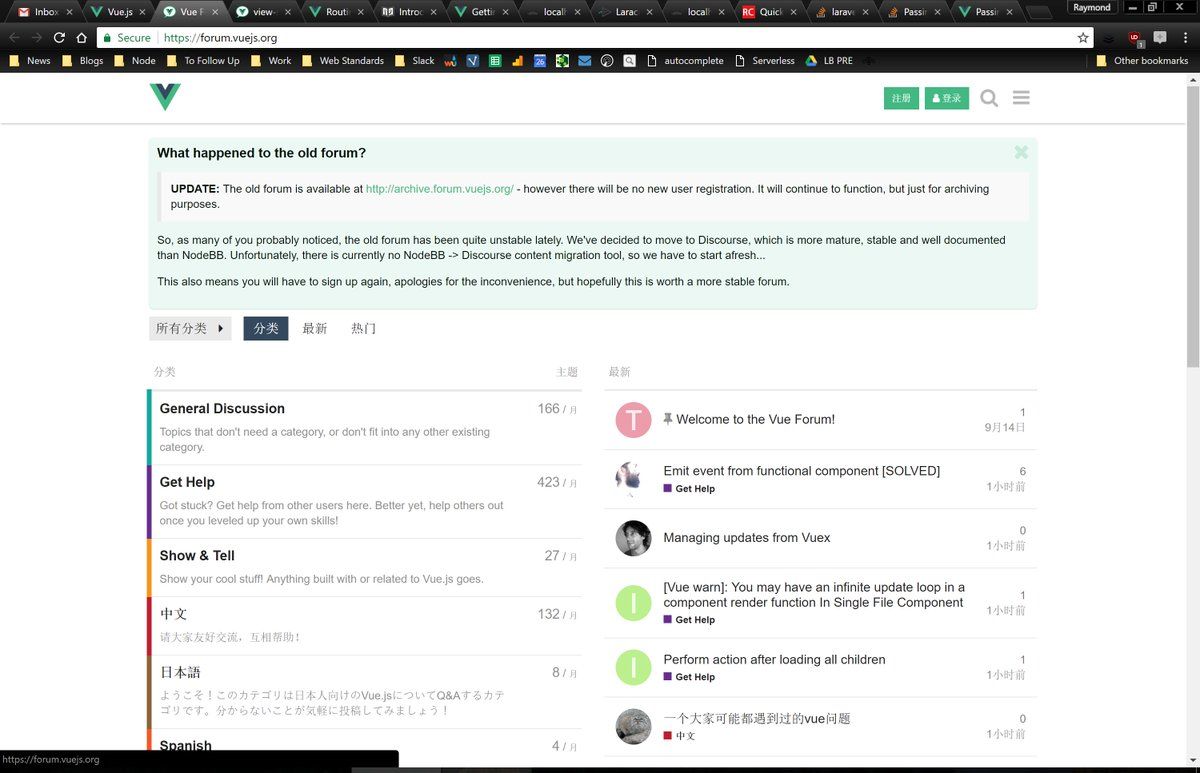 Inbox
Vue.js
Vue F
view-
Routi
Introc
Getti
local
Larac
local
RC Quick
larave
Passir
Passir
Raymond
Secure https://forum.vuejs.org
News
Blogs
Node
To Follow Up
Work
Web Standards
Slack
26
autocomplete
Serverless
LB PRE
Other bookmarks
注册
登录
What happened to the old forum?
UPDATE: The old forum is available at http://archive.forum.vuejs.org/ - however there will be no new user registration. It will continue to function, but just for archiving
purposes.
So, as many of you probably noticed, the old forum has been quite unstable lately. We've decided to move to Discourse, which is more mature, stable and well documented
than NodeBB. Unfortunately, there is currently no NodeBB -> Discourse content migration tool, so we have to start afresh...
This also means you will have to sign up again, apologies for the inconvenience, but hopefully this is worth a more stable forum.
所有分类 分类 最新 热门
分类 主题
General Discussion 166 / 月
Topics that don't need a category, or don't fit into any other existing
category.
Get Help 423 / 月
Got stuck? Get help from other users here. Better yet, help others out
once you leveled up your own skills!
Show & Tell 27 / 月
Show your cool stuff! Anything built with or related to Vue.js goes.
中文 132 / 月
请大家友好交流，互相帮助！
日本語 8 / 月
ようこそ！このカテゴリは日本人向けのVue.jsについてQ&Aするカテ
ゴリです。分からないことが気軽に投稿してみましょう！
Spanish 4 / 月
最新
T Welcome to the Vue Forum! 1
9月14日
Emit event from functional component [SOLVED] 6
Get Help 1小时前
Managing updates from Vuex 0
1小时前
I [Vue warn]: You may have an infinite update loop in a 1
component render function In Single File Component 1小时前
Get Help
I Perform action after loading all children 1
Get Help 1小时前
一个大家可能都遇到过的vue问题 0
中文 1小时前
https://forum.vuejs.org